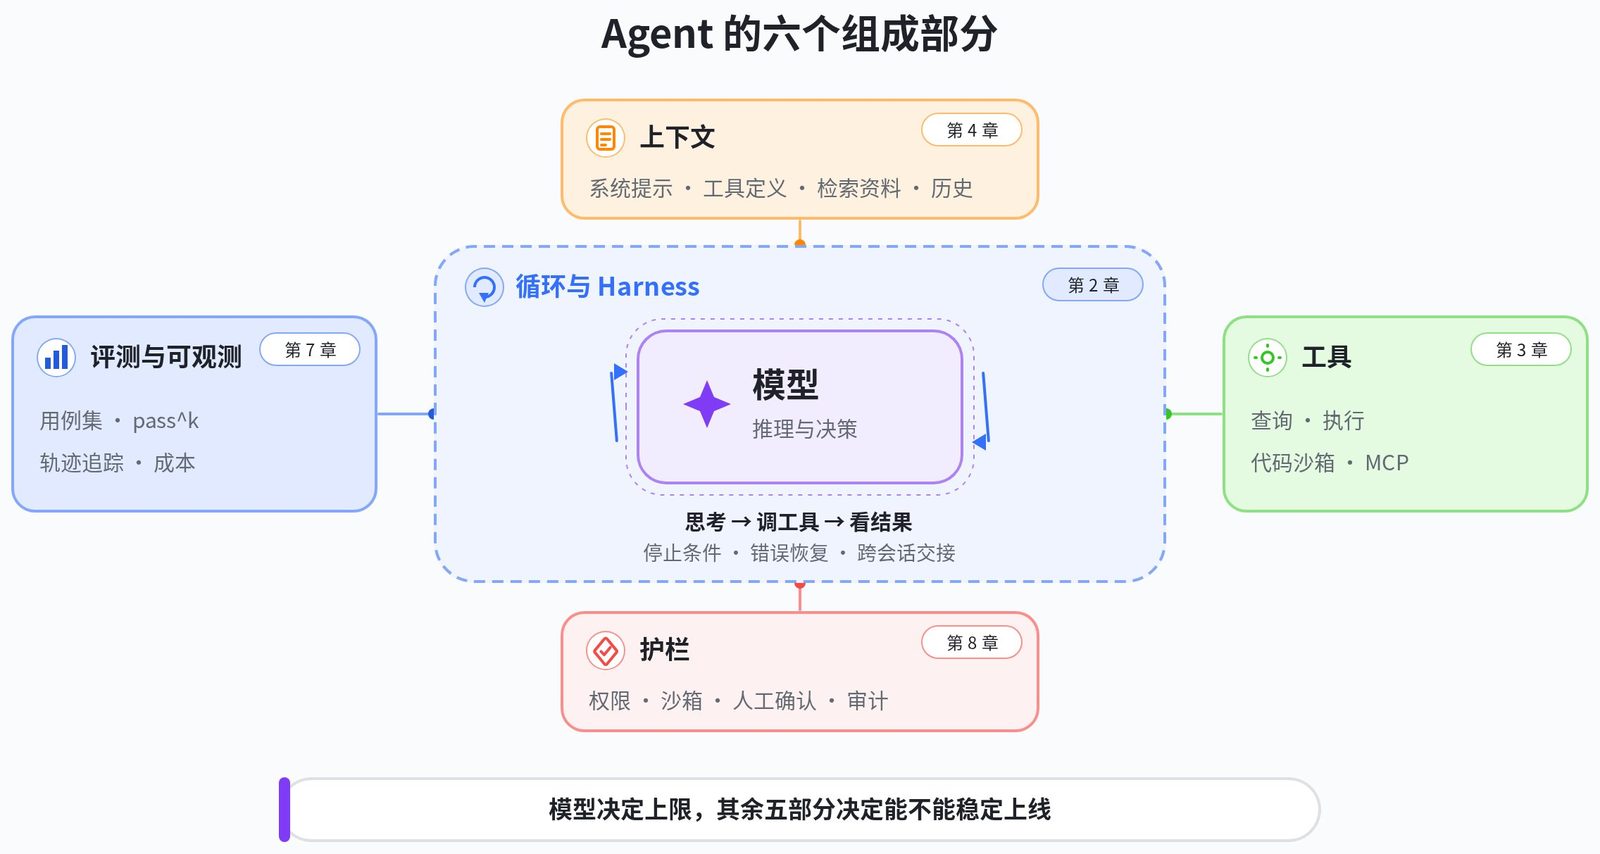 Agent 的六个组成部分
上下文
第 4 章
系统提示 • 工具定义 • 检索资料 • 历史
循环与 Harness
第 2 章
评测与可观测
第 7 章
用例集 • pass^k
轨迹追踪 • 成本
模型
推理与决策
思考 → 调工具 → 看结果
停止条件 • 错误恢复 • 跨会话交接
工具
第 3 章
查询 • 执行
代码沙箱 • MCP
护栏
第 8 章
权限 • 沙箱 • 人工确认 • 审计
模型决定上限，其余五部分决定能不能稳定上线